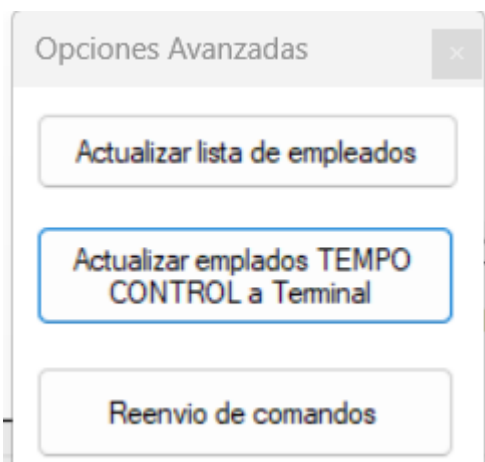 Opciones Avanzadas
Actualizar lista de empleados
Actualizar emplados TEMPO
CONTROL a Terminal
Reenvio de comandos